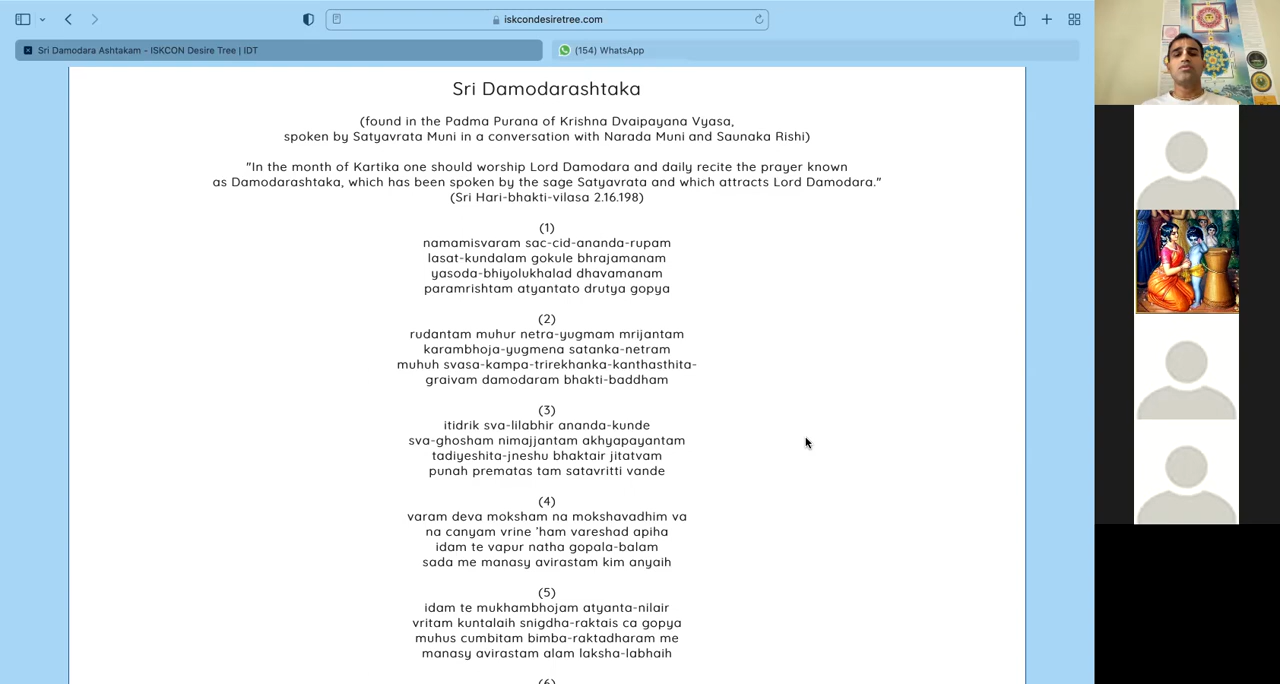 iskcondesiretree.com
Sri Damodara Ashtakam - ISKCON Desire Tree | IDT
(154) WhatsApp
Sri Damodarashtaka
(found in the Padma Purana of Krishna Dvaipayana Vyasa,
spoken by Satyavrata Muni in a conversation with Narada Muni and Saunaka Rishi)
"In the month of Kartika one should worship Lord Damodara and daily recite the prayer known
as Damodarashtaka, which has been spoken by the sage Satyavrata and which attracts Lord Damodara."
(Sri Hari-bhakti-vilasa 2.16.198)
(1)
namamisvaram sac-cid-ananda-rupam
lasat-kundalam gokule bhrajamanam
yasoda-bhiyolukhalad dhavamanam
paramrishtam atyantato drutya gopya
(2)
rudantam muhur netra-yugmam mrijantam
karambhoja-yugmena satanka-netram
muhuh svasa-kampa-trirekhanka-kanthasthita-
graivam damodaram bhakti-baddham
(3)
itidrik sva-lilabhir ananda-kunde
sva-ghosham nimajjantam akhyapayantam
tadiyeshita-jneshu bhaktair jitatvam
punah prematas tam satavritti vande
(4)
varam deva moksham na mokshavadhim va
na canyam vrine 'ham vareshad apiha
idam te vapur natha gopala-balam
sada me manasy avirastam kim anyaih
(5)
idam te mukhambhojam atyanta-nilair
vritam kuntalaih snigdha-raktais ca gopya
muhus cumbitam bimba-raktadharam me
manasy avirastam alam laksha-labhaih
(6)